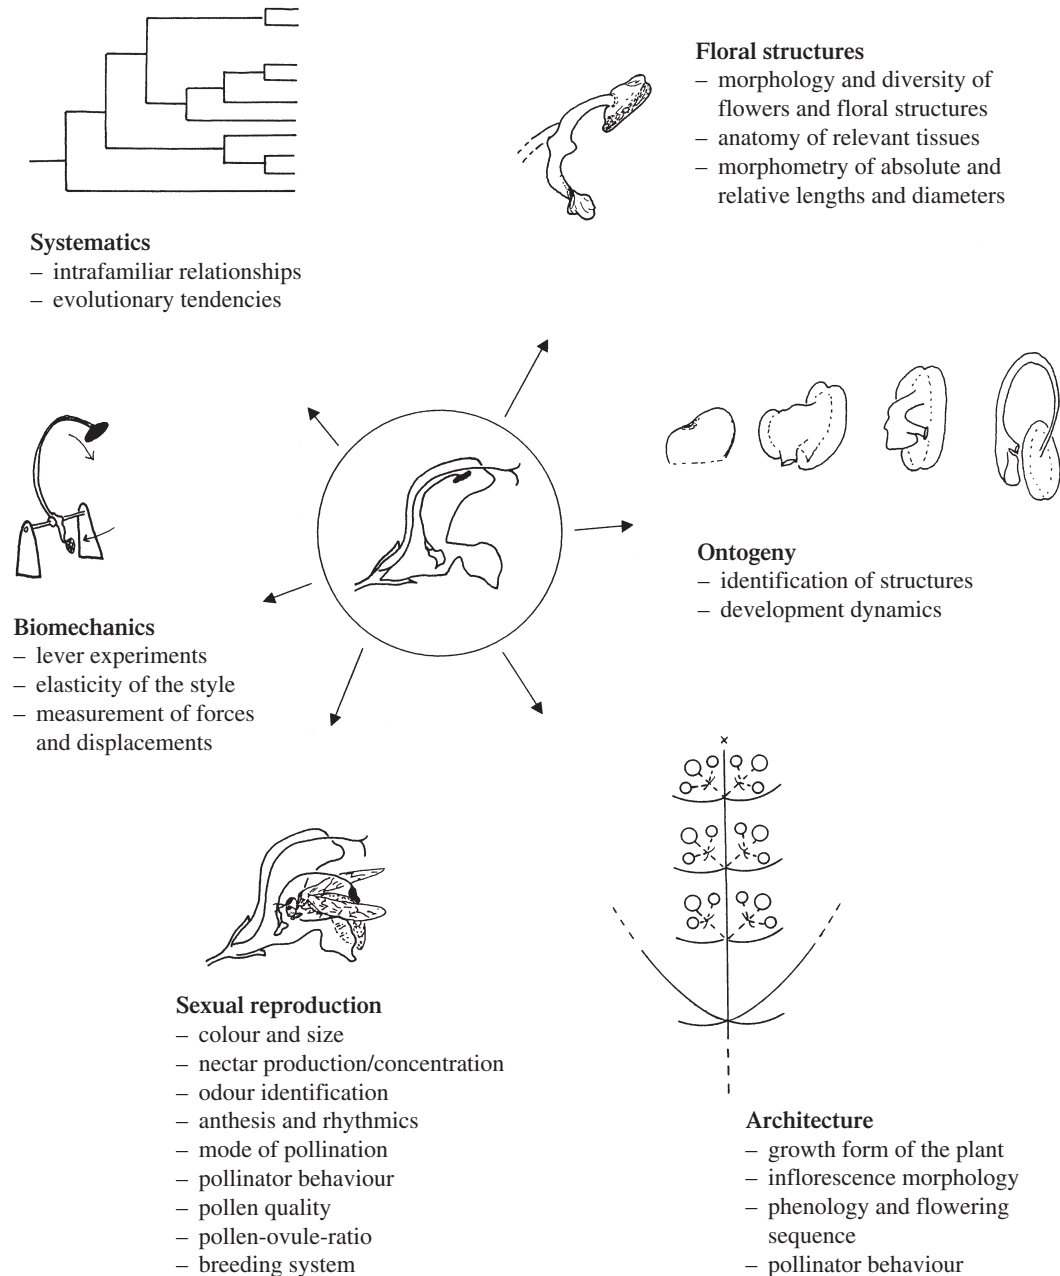 Floral structures
– morphology and diversity of
flowers and floral structures
– anatomy of relevant tissues
– morphometry of absolute and
relative lengths and diameters
Systematics
– intrafamiliar relationships
– evolutionary tendencies
Ontogeny
– identification of structures
– development dynamics
Biomechanics
– lever experiments
– elasticity of the style
– measurement of forces
and displacements
Sexual reproduction
– colour and size
– nectar production/concentration
– odour identification
– anthesis and rhythmics
– mode of pollination
– pollinator behaviour
– pollen quality
– pollen-ovule-ratio
– breeding system
Architecture
– growth form of the plant
– inflorescence morphology
– phenology and flowering
sequence
– pollinator behaviour